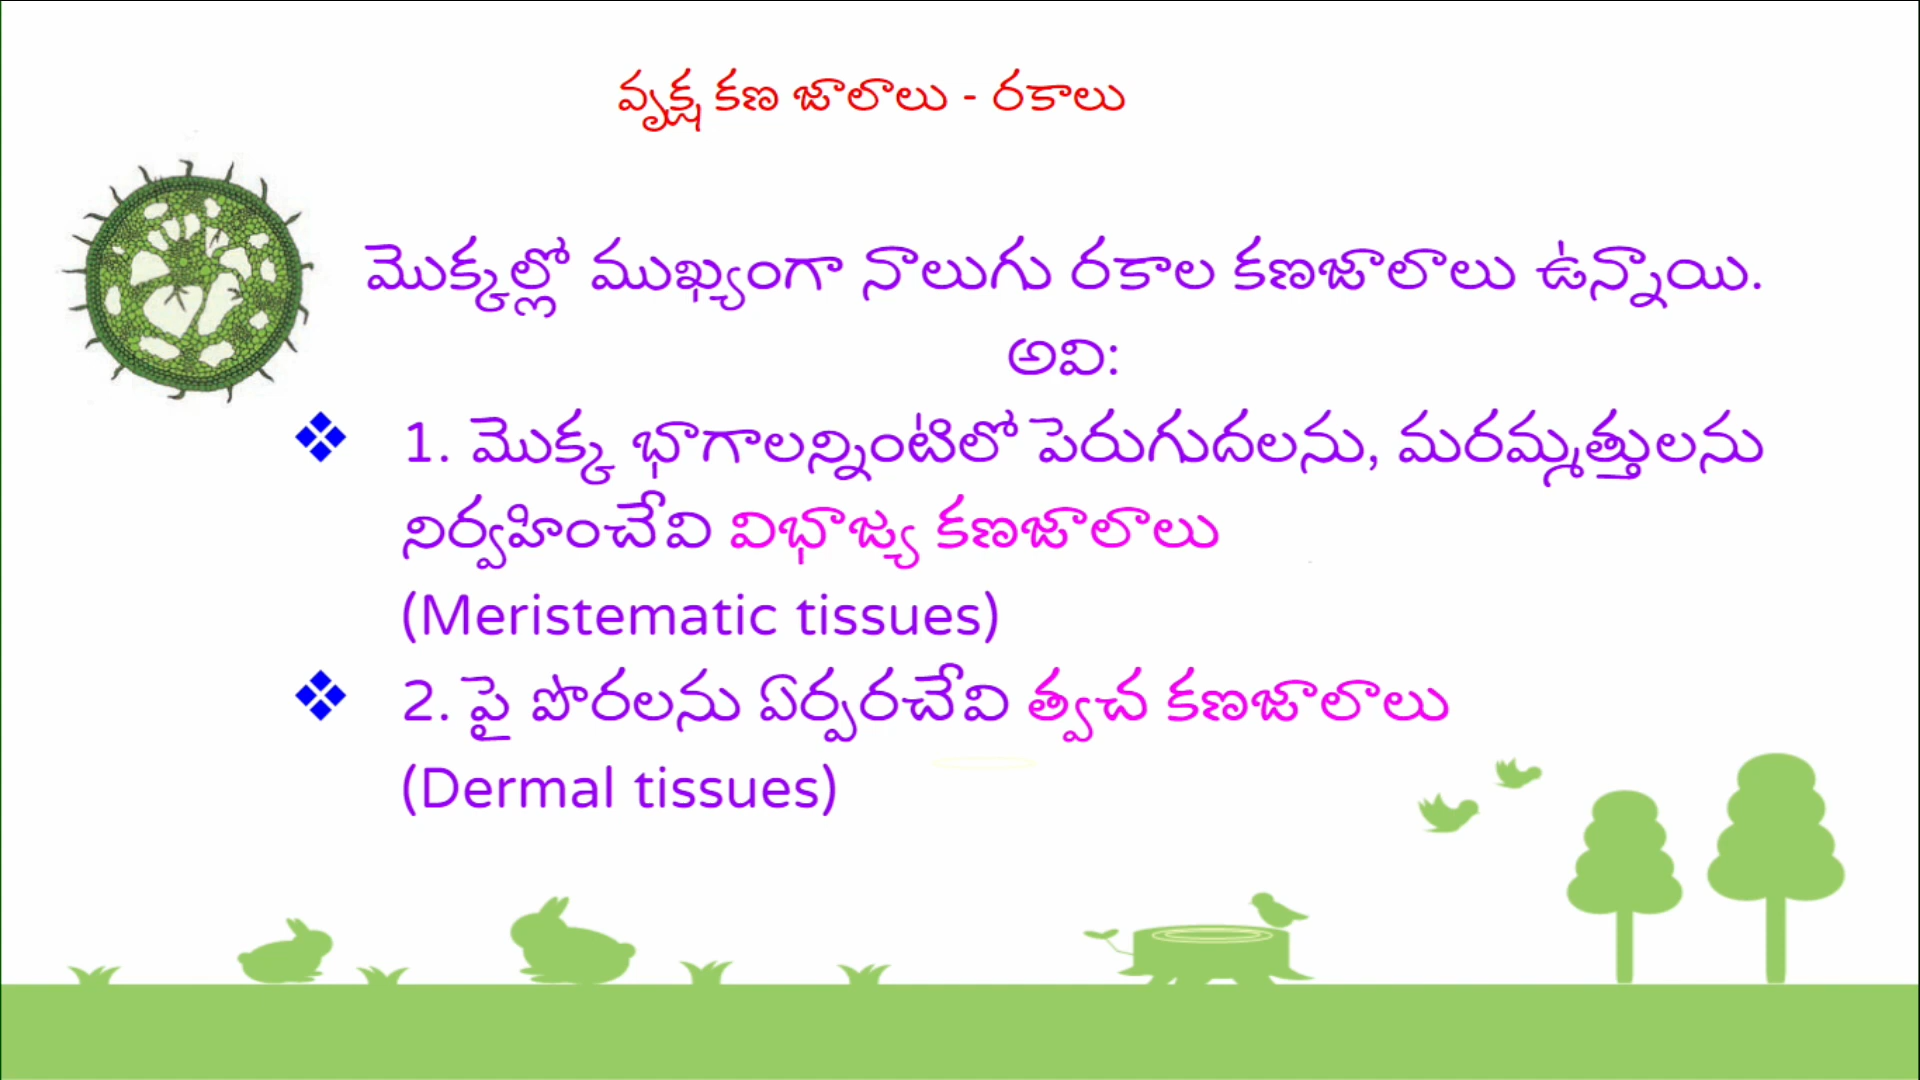 వృక్ష కణ జాలాలు - రకాలు
మొక్కల్లో ముఖ్యంగా నాలుగు రకాల కణజాలాలు ఉన్నాయి.
అవి:
❖ 1. మొక్క భాగాలన్నింటిలో పెరుగుదలను, మరమ్మత్తులను
నిర్వహించేవి విభాజ్య కణజాలాలు
(Meristematic tissues)
❖ 2. పై పొరలను ఏర్పరచేవి త్వచ కణజాలాలు
(Dermal tissues)